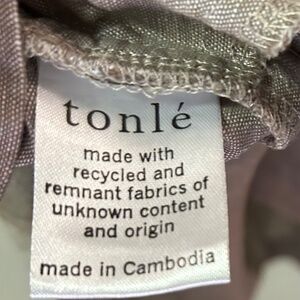 tonlé
made with
recycled and
remnant fabrics of
unknown content
and origin
made in Cambodia